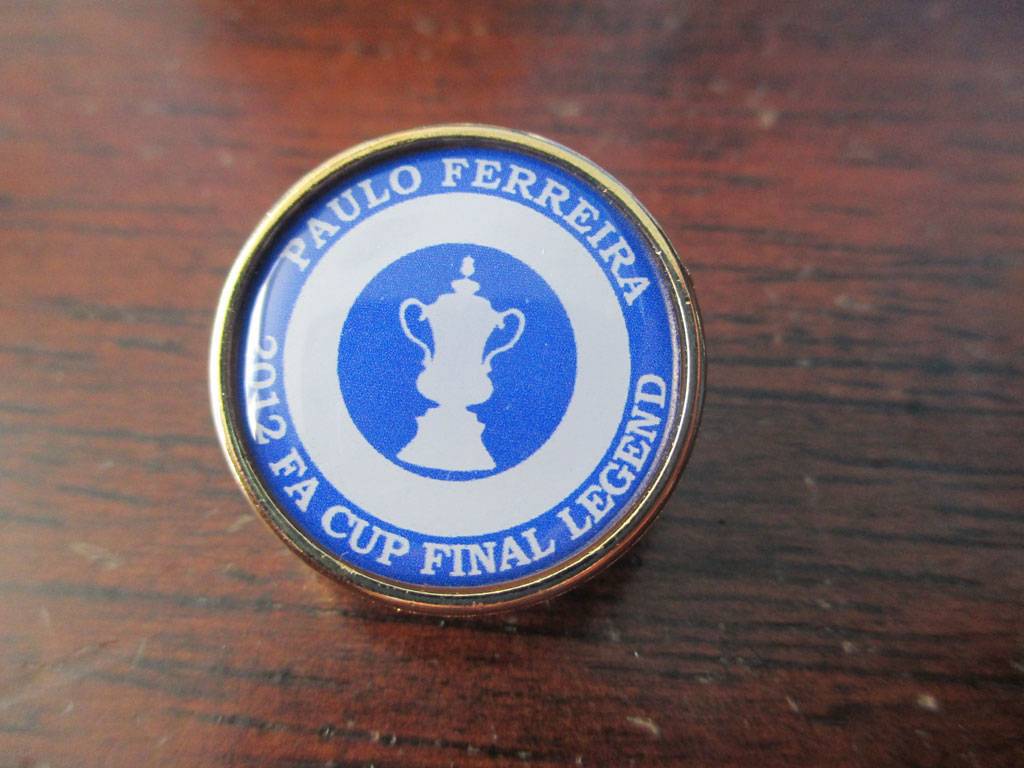 PAULO FERREIRA
2012 FA CUP FINAL LEGEND